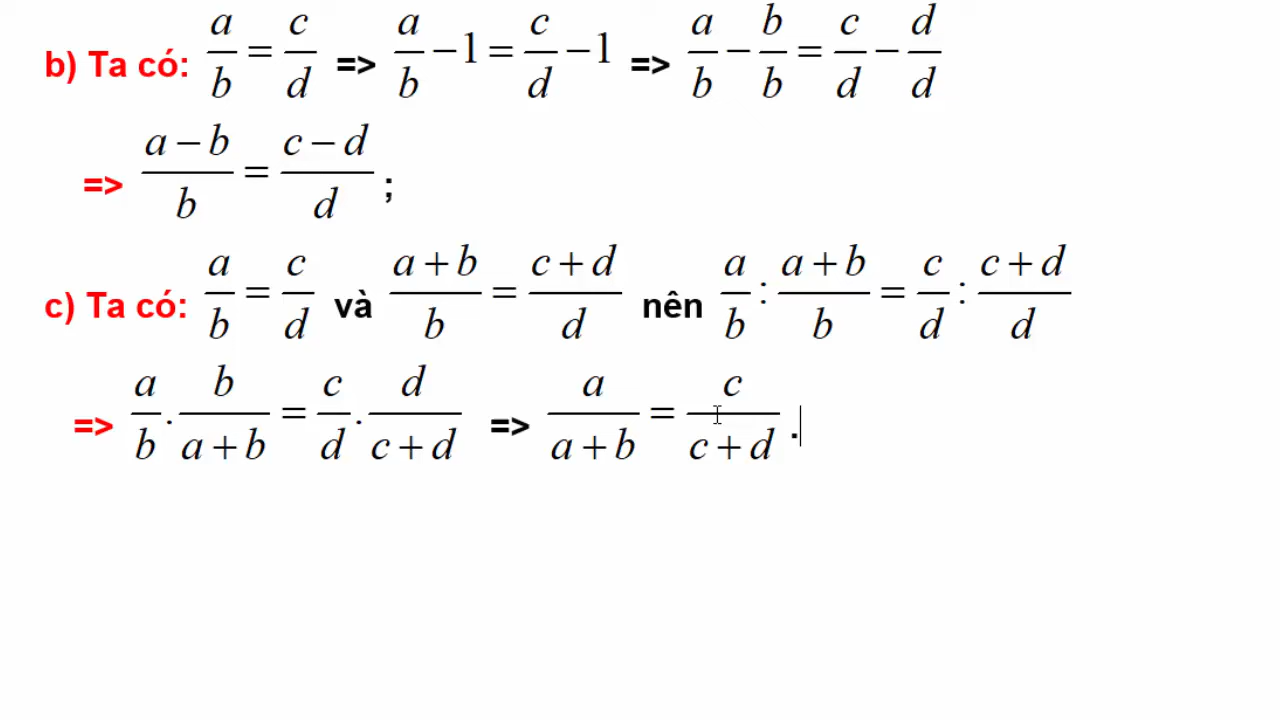 b) Ta có: a/b = c/d => a/b − 1 = c/d − 1 => a/b − b/b = c/d − d/d
=> (a − b)/b = (c − d)/d ;
c) Ta có: a/b = c/d và (a + b)/b = (c + d)/d nên a/b : (a + b)/b = c/d : (c + d)/d
=> a/b . b/(a + b) = c/d . d/(c + d) => a/(a + b) = c/(c + d) .